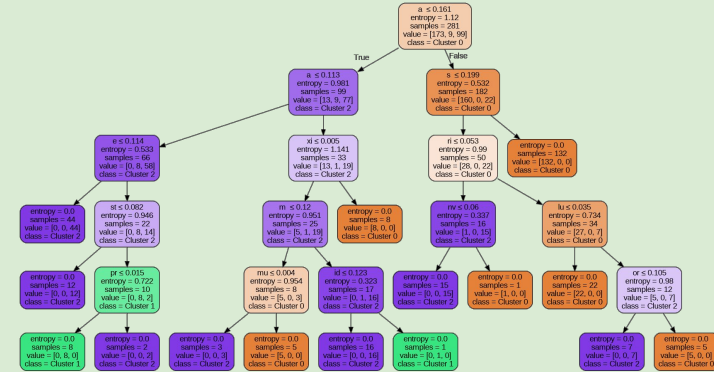 a ≤ 0.161
entropy = 1.12
samples = 281
value = [173, 9, 99]
class = Cluster 0
True
False
a ≤ 0.113
entropy = 0.981
samples = 99
value = [13, 9, 77]
class = Cluster 2
s ≤ 0.199
entropy = 0.532
samples = 182
value = [160, 0, 22]
class = Cluster 0
e ≤ 0.114
entropy = 0.533
samples = 66
value = [0, 8, 58]
class = Cluster 2
xi ≤ 0.005
entropy = 1.141
samples = 33
value = [13, 1, 19]
class = Cluster 2
ri ≤ 0.053
entropy = 0.99
samples = 50
value = [28, 0, 22]
class = Cluster 0
entropy = 0.0
samples = 132
value = [132, 0, 0]
class = Cluster 0
entropy = 0.0
samples = 44
value = [0, 0, 44]
class = Cluster 2
st ≤ 0.082
entropy = 0.946
samples = 22
value = [0, 8, 14]
class = Cluster 2
m ≤ 0.12
entropy = 0.951
samples = 25
value = [5, 1, 19]
class = Cluster 2
entropy = 0.0
samples = 8
value = [8, 0, 0]
class = Cluster 0
nv ≤ 0.06
entropy = 0.337
samples = 16
value = [1, 0, 15]
class = Cluster 2
lu ≤ 0.035
entropy = 0.734
samples = 34
value = [27, 0, 7]
class = Cluster 0
entropy = 0.0
samples = 12
value = [0, 0, 12]
class = Cluster 2
pr ≤ 0.015
entropy = 0.722
samples = 10
value = [0, 8, 2]
class = Cluster 1
mu ≤ 0.004
entropy = 0.954
samples = 8
value = [5, 0, 3]
class = Cluster 0
id ≤ 0.123
entropy = 0.323
samples = 17
value = [0, 1, 16]
class = Cluster 2
entropy = 0.0
samples = 15
value = [0, 0, 15]
class = Cluster 2
entropy = 0.0
samples = 1
value = [1, 0, 0]
class = Cluster 0
entropy = 0.0
samples = 22
value = [22, 0, 0]
class = Cluster 0
or ≤ 0.105
entropy = 0.98
samples = 12
value = [5, 0, 7]
class = Cluster 2
entropy = 0.0
samples = 8
value = [0, 8, 0]
class = Cluster 1
entropy = 0.0
samples = 2
value = [0, 0, 2]
class = Cluster 2
entropy = 0.0
samples = 3
value = [0, 0, 3]
class = Cluster 2
entropy = 0.0
samples = 5
value = [5, 0, 0]
class = Cluster 0
entropy = 0.0
samples = 16
value = [0, 0, 16]
class = Cluster 2
entropy = 0.0
samples = 1
value = [0, 1, 0]
class = Cluster 1
entropy = 0.0
samples = 7
value = [0, 0, 7]
class = Cluster 2
entropy = 0.0
samples = 5
value = [5, 0, 0]
class = Cluster 0